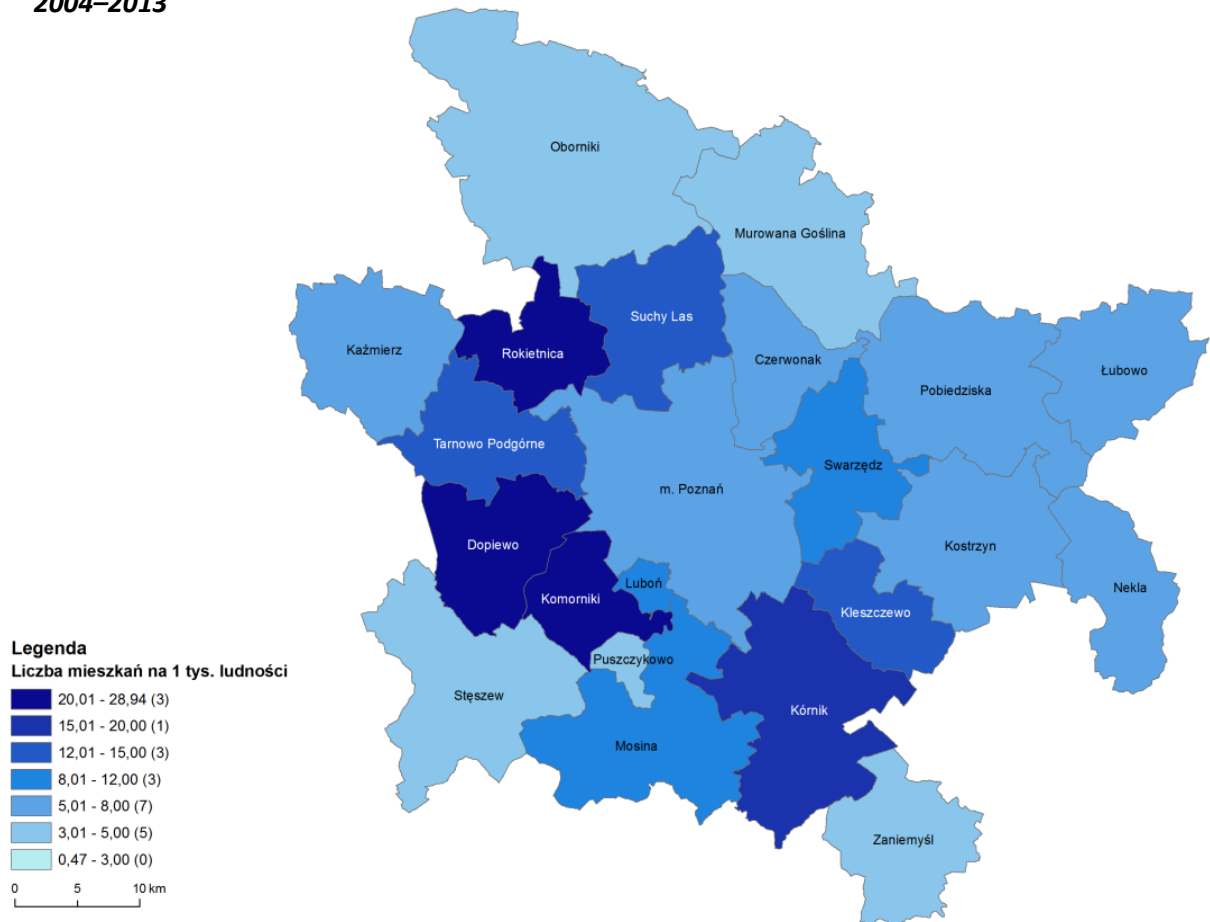 2004–2013
Oborniki
Murowana Goślina
Suchy Las
Rokietnica
Kaźmierz
Czerwonak
Łubowo
Pobiedziska
Tarnowo Podgórne
Swarzędz
m. Poznań
Dopiewo
Kostrzyn
Luboń
Nekla
Komorniki
Kleszczewo
Puszczykowo
Stęszew
Kórnik
Mosina
Zaniemyśl
Legenda
Liczba mieszkań na 1 tys. ludności
20,01 - 28,94 (3)
15,01 - 20,00 (1)
12,01 - 15,00 (3)
8,01 - 12,00 (3)
5,01 - 8,00 (7)
3,01 - 5,00 (5)
0,47 - 3,00 (0)
0 5 10 km